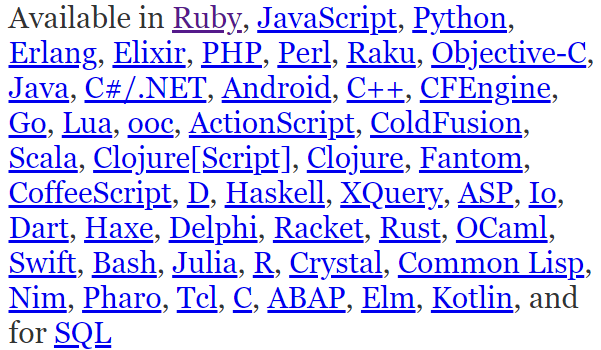 Available in Ruby, JavaScript, Python,
Erlang, Elixir, PHP, Perl, Raku, Objective-C,
Java, C#/.NET, Android, C++, CFEngine,
Go, Lua, ooc, ActionScript, ColdFusion,
Scala, Clojure[Script], Clojure, Fantom,
CoffeeScript, D, Haskell, XQuery, ASP, Io,
Dart, Haxe, Delphi, Racket, Rust, OCaml,
Swift, Bash, Julia, R, Crystal, Common Lisp,
Nim, Pharo, Tcl, C, ABAP, Elm, Kotlin, and
for SQL